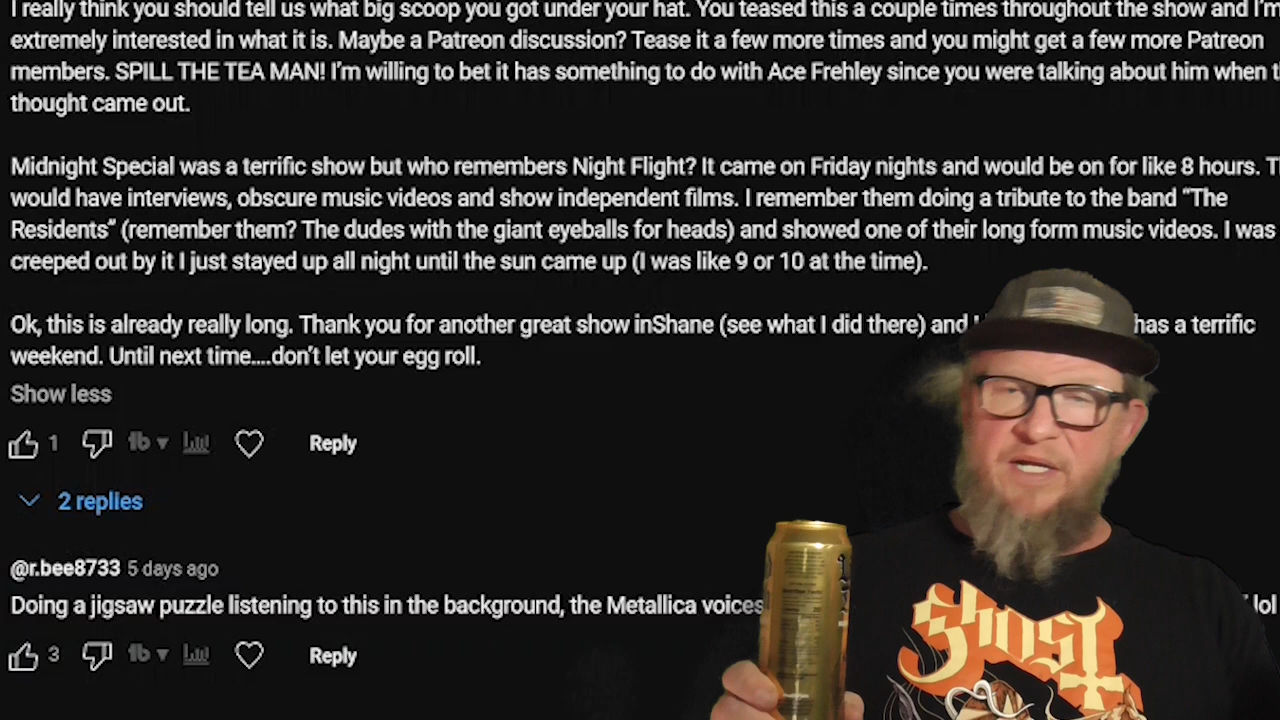 I really think you should tell us what big scoop you got under your hat. You teased this a couple times throughout the show and I'm
extremely interested in what it is. Maybe a Patreon discussion? Tease it a few more times and you might get a few more Patreon
members. SPILL THE TEA MAN! I'm willing to bet it has something to do with Ace Frehley since you were talking about him when
thought came out.
Midnight Special was a terrific show but who remembers Night Flight? It came on Friday nights and would be on for like 8 hours.
would have interviews, obscure music videos and show independent films. I remember them doing a tribute to the band “The
Residents” (remember them? The dudes with the giant eyeballs for heads) and showed one of their long form music videos. I was
creeped out by it I just stayed up all night until the sun came up (I was like 9 or 10 at the time).
Ok, this is already really long. Thank you for another great show inShane (see what I did there) and has a terrific
weekend. Until next time....don't let your egg roll.
Show less
1 Reply
2 replies
@r.bee8733 5 days ago
Doing a jigsaw puzzle listening to this in the background, the Metallica voices lol
3 Reply
Ghost